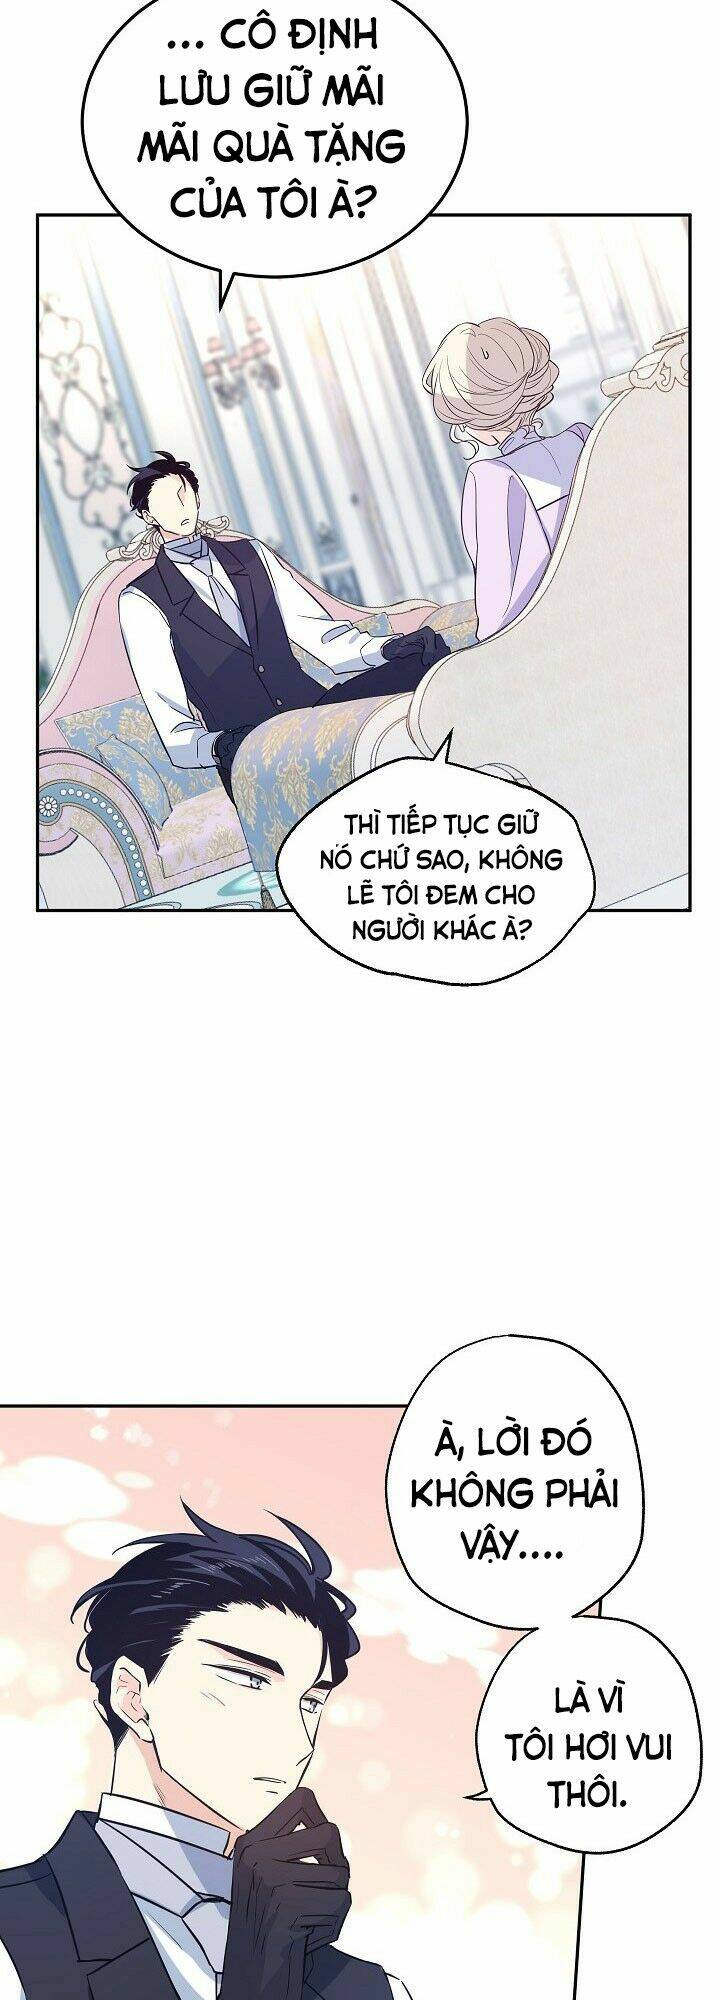 ... CÔ ĐỊNH
LƯU GIỮ MÃI
MÃI QUÀ TẶNG
CỦA TÔI À?
THÌ TIẾP TỤC GIỮ
NÓ CHỨ SAO, KHÔNG
LẼ TÔI ĐEM CHO
NGƯỜI KHÁC À?
À, LỜI ĐÓ
KHÔNG PHẢI
VẬY....
LÀ VÌ
TÔI HƠI VUI
THÔI.